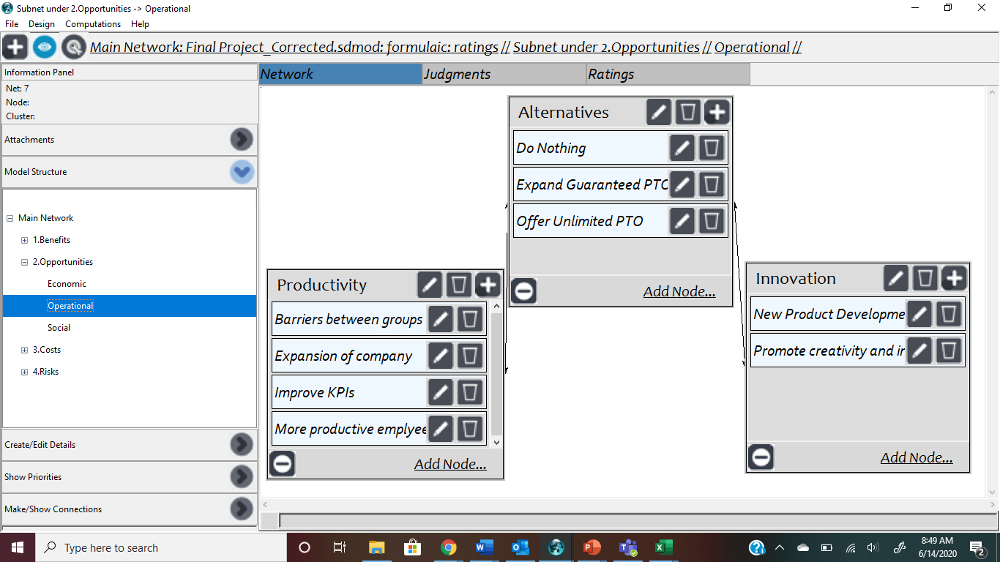 Subnet under 2.Opportunities -> Operational
File Design Computations Help
Main Network: Final Project_Corrected.sdmod: formulaic: ratings // Subnet under 2.Opportunities // Operational //
Information Panel
Net: 7
Node:
Cluster:
Attachments
Model Structure
Main Network
1.Benefits
2.Opportunities
Economic
Operational
Social
3.Costs
4.Risks
Create/Edit Details
Show Priorities
Make/Show Connections
Network Judgments Ratings
Alternatives
Do Nothing
Expand Guaranteed PTO
Offer Unlimited PTO
Add Node...
Productivity
Barriers between groups
Expansion of company
Improve KPIs
More productive emplyee
Add Node...
Innovation
New Product Developme
Promote creativity and in
Add Node...
Type here to search
8:49 AM
6/14/2020
2